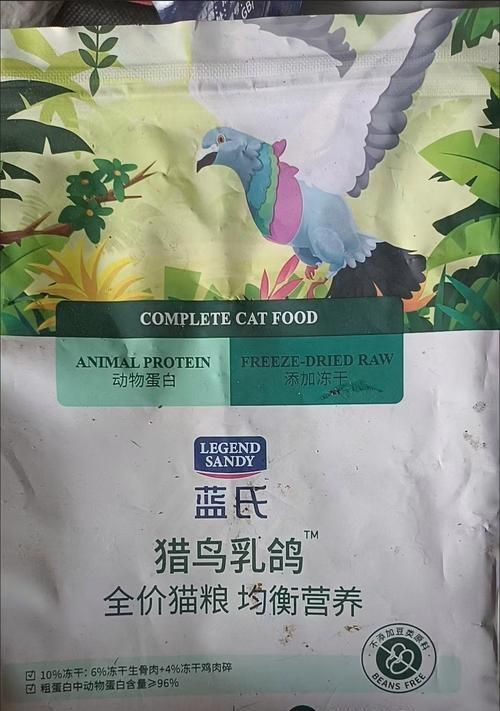 COMPLETE CAT FOOD
ANIMAL PROTEIN
动物蛋白
FREEZE-DRIED RAW
添加冻干
LEGEND
SANDY
蓝氏
猎鸟乳鸽™
全价猫粮 均衡营养
10%冻干：6%冻干生骨肉+4%冻干鸡肉碎
粗蛋白中动物蛋白含量≥96%
不添加豆类原料
BEANS FREE